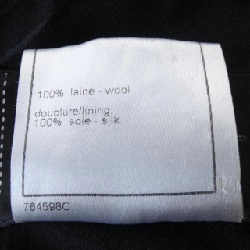 100% laine - wool
doublure/lining
100% soie - silk
764598C